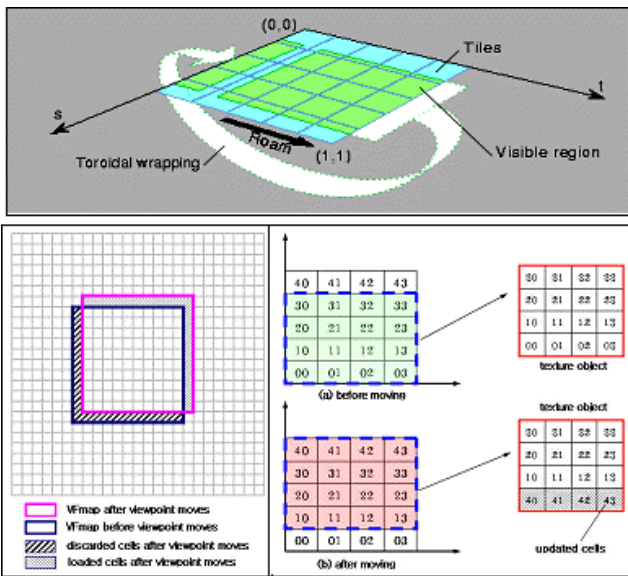 (0,0)
Tiles
t
s
Roam
(1,1)
Visible region
Toroidal wrapping
VFmap after viewpoint moves
VFmap before viewpoint moves
discarded cells after viewpoint moves
loaded cells after viewpoint moves
40 41 42 43
30 31 32 33
20 21 22 23
10 11 12 13
00 01 02 03
(a) before moving
30 31 32 33
20 21 22 23
10 11 12 13
00 01 02 03
texture object
40 41 42 43
30 31 32 33
20 21 22 23
10 11 12 13
00 01 02 03
(b) after moving
texture object
30 31 32 33
20 21 22 23
10 11 12 13
40 41 42 43
updated cells